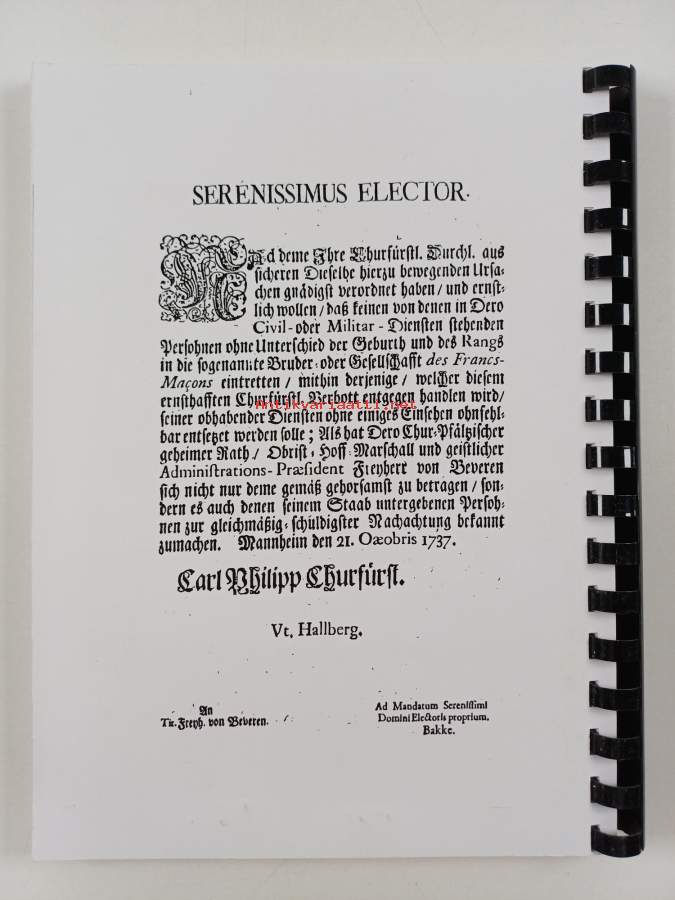 SERENISSIMUS ELECTOR.
NAchdeme Ihre Churfürstl. Durchl. aus
sicheren Dieselbe hierzu bewegenden Ursa-
chen gnädigst verordnet haben / und ernst-
lich wollen / daß keinen von denen in Dero
Civil-oder Militar-Diensten stehenden
Persohnen ohne Unterschied der Geburth und des Rangs
in die sogenannte Bruder-oder Gesellschafft des Francs-
Maçons eintretten / mithin derjenige / welcher diesem
ernsthafften Churfürstl. Verbott entgegen handlen wird/
Antikvariaatti.net
seiner obhabender Diensten ohne einiges Einsehen ohnfehl-
bar entsetzet werden solle; Als hat Dero Chur-Pfältzischer
geheimer Rath / Obrist-Hoff-Marschall und geistlicher
Administrations-Præsident Freyherr von Beveren
sich nicht nur deme gemäß gehorsamst zu betragen / son-
dern es auch denen seinem Staab untergebenen Persoh-
nen zur gleichmäßig-schuldigster Nachachtung bekannt
zumachen. Mannheim den 21. Octobris 1737.
Carl Philipp Churfürst.
Vt. Hallberg.
An
Tit. Freyh. von Beveren.
Ad Mandatum Serenissimi
Domini Electoris proprium.
Bakke.